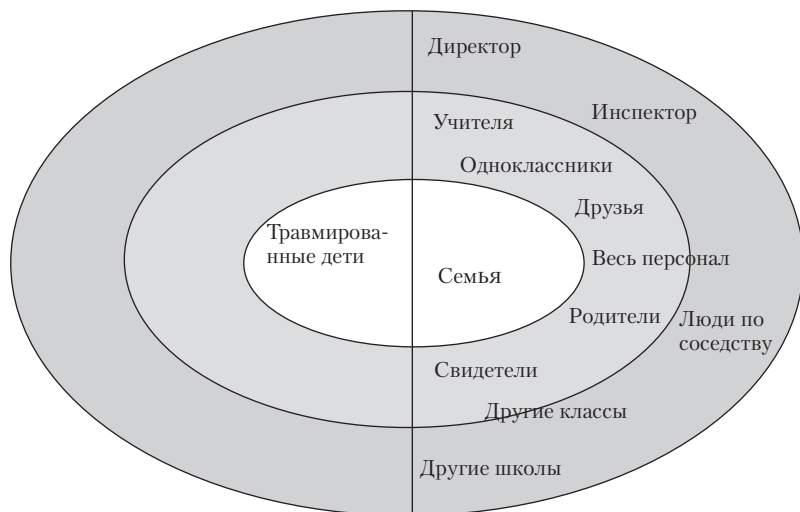 Директор
Инспектор
Учителя
Одноклассники
Друзья
Травмирова-
нные дети
Весь персонал
Семья
Родители
Люди по
соседству
Свидетели
Другие классы
Другие школы